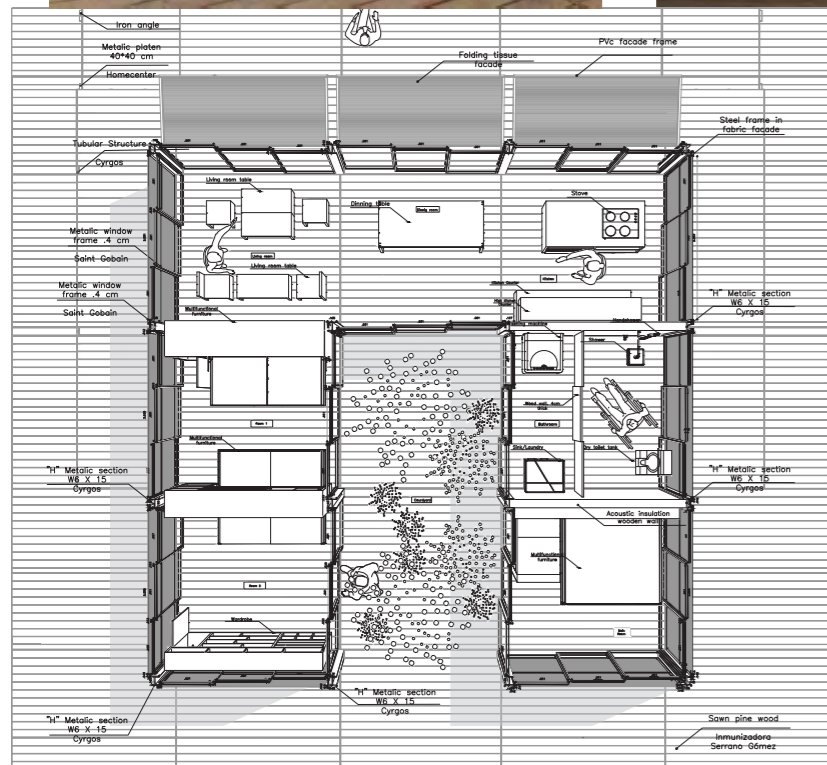 Iron angle
Metalic platen
40*40 cm
Homecenter
Folding tissue
facade
PVc facade frame
Steel frame in
fabric facade
Tubular Structure
Cyrgos
Living room table
Dinning table
Stove
Metalic window
frame .4 cm
Saint Gobain
Living room
Living room table
Metalic window
frame .4 cm
Saint Gobain
Multifunctional
furniture
"H" Metalic section
W6 X 15
Cyrgos
Shower
Wood wall 4cm
thick
Room 1
Bathroom
Multifunctional
furniture
Sink/Laundry
Dry toilet tank
"H" Metalic section
W6 X 15
Cyrgos
"H" Metalic section
W6 X 15
Cyrgos
Acoustic insulation
wooden wall
Multifunctional
furniture
Wardrobe
"H" Metalic section
W6 X 15
Cyrgos
"H" Metalic section
W6 X 15
Cyrgos
Sawn pine wood
Inmunizadora
Serrano Gómez